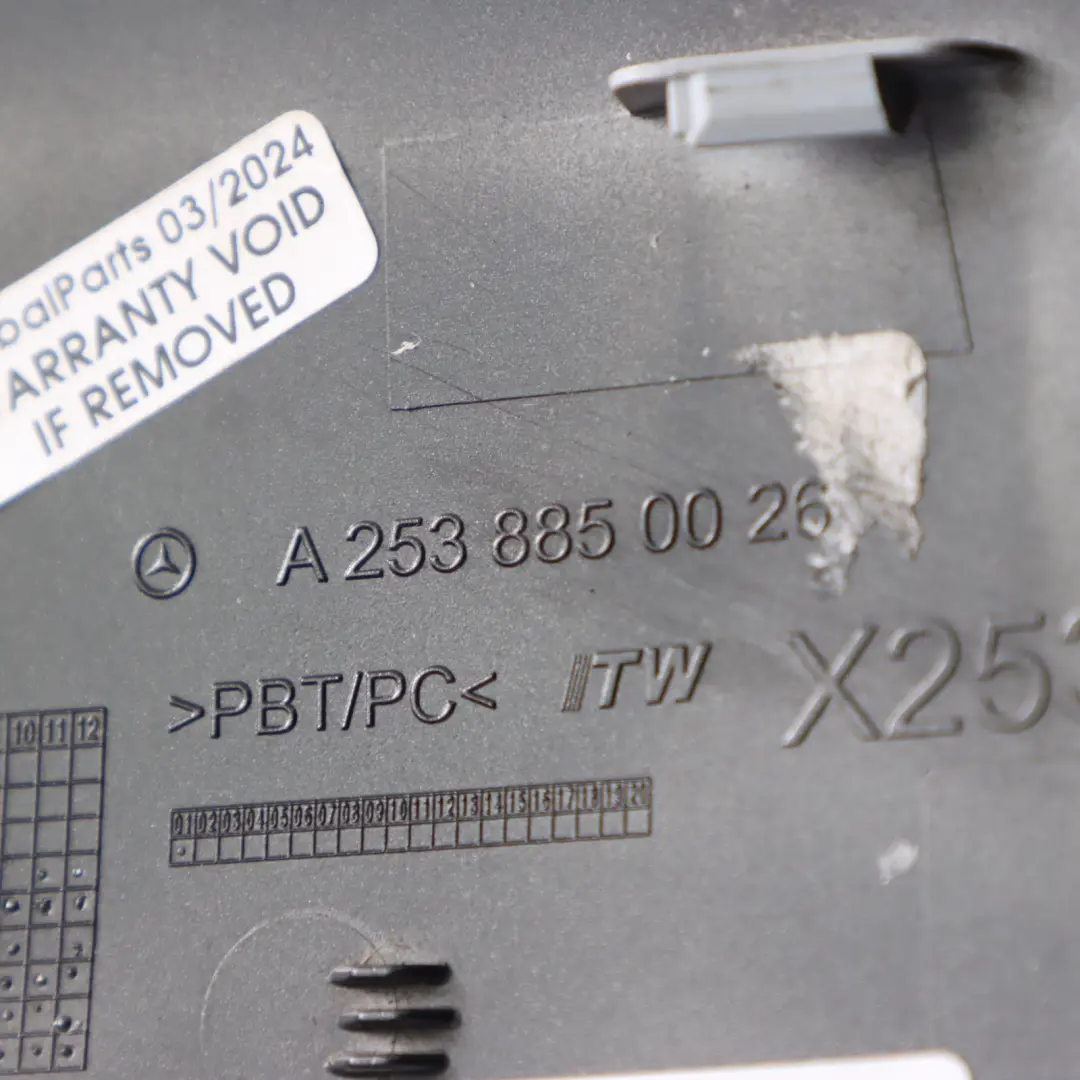 balParts 03/2024
ARRANTY VOID
IF REMOVED
A 253 885 00 26
>PBT/PC<
ITW
X253
10 11 12
01 02 03 04 05 06 07 08 09 10 11 12 13 14 15 16 17 18 19 20